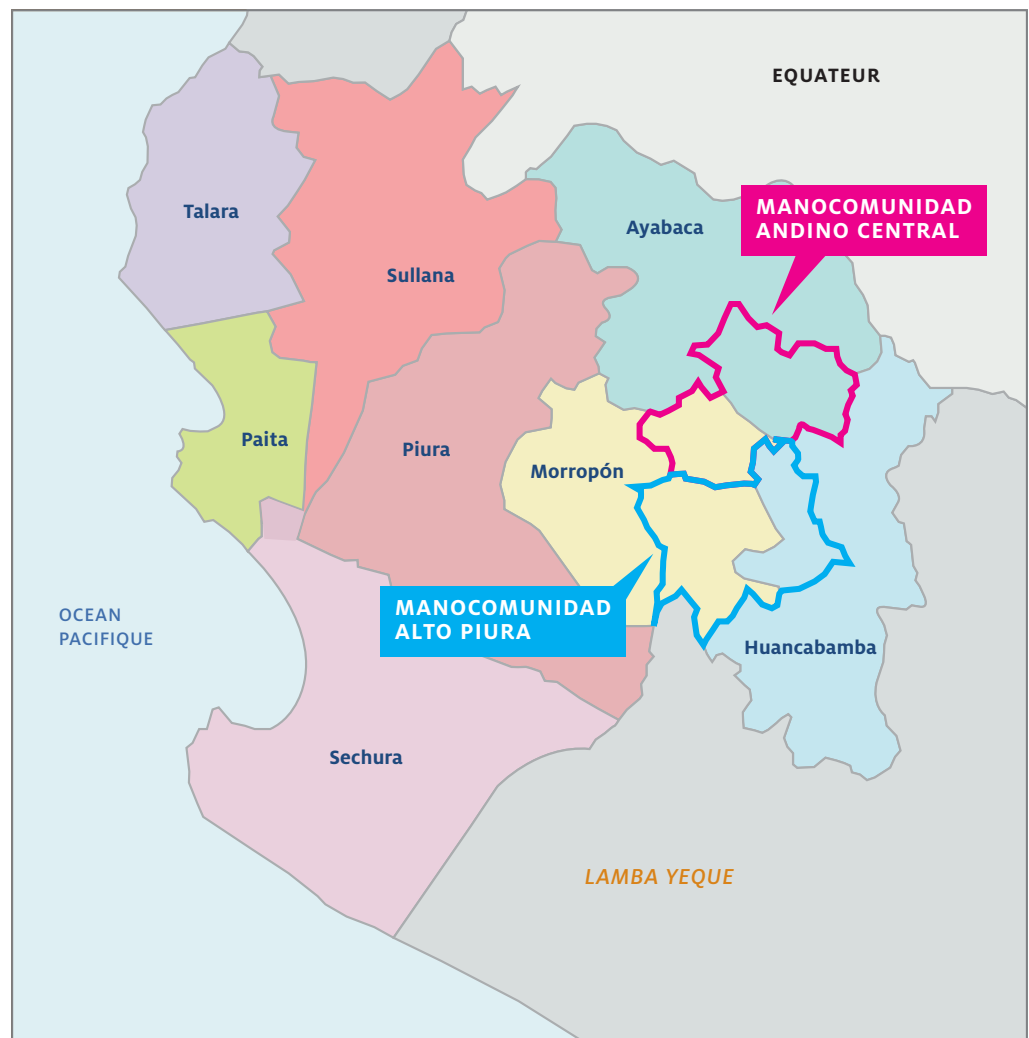 EQUATEUR
MANOCOMUNIDAD
ANDINO CENTRAL
Talara
Ayabaca
Sullana
Paita
Piura
Morropón
MANOCOMUNIDAD
ALTO PIURA
OCEAN
PACIFIQUE
Huancabamba
Sechura
LAMBA YEQUE